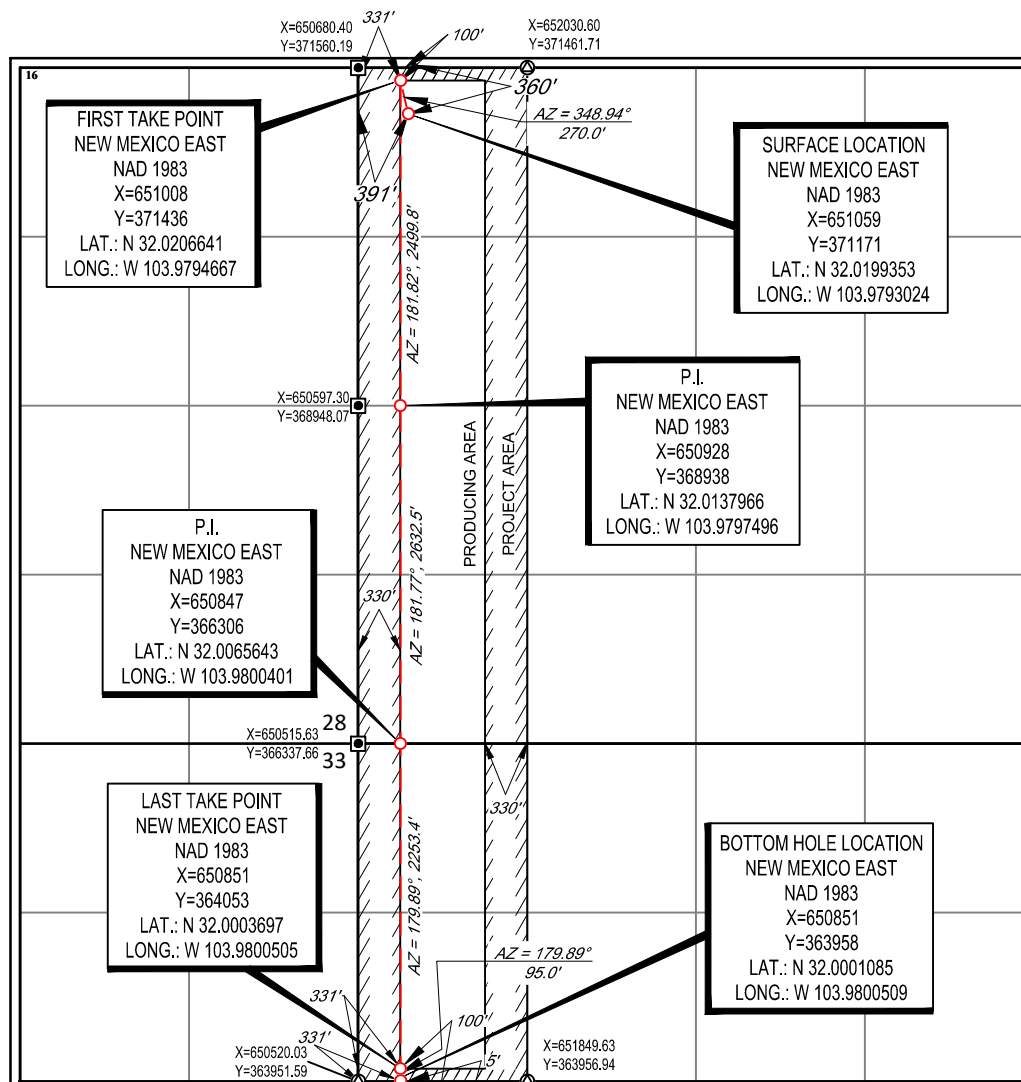 X=650680.40
Y=371560.19
331'
100'
X=652030.60
Y=371461.71
16
360'
FIRST TAKE POINT
NEW MEXICO EAST
NAD 1983
X=651008
Y=371436
LAT.: N 32.0206641
LONG.: W 103.9794667
AZ = 348.94°
270.0'
SURFACE LOCATION
NEW MEXICO EAST
NAD 1983
X=651059
Y=371171
LAT.: N 32.0199353
LONG.: W 103.9793024
391'
AZ = 181.82°, 2499.8'
X=650597.30
Y=368948.07
P.I.
NEW MEXICO EAST
NAD 1983
X=650928
Y=368938
LAT.: N 32.0137966
LONG.: W 103.9797496
PRODUCING AREA
PROJECT AREA
P.I.
NEW MEXICO EAST
NAD 1983
X=650847
Y=366306
LAT.: N 32.0065643
LONG.: W 103.9800401
330'
AZ = 181.77°, 2632.5'
X=650515.63
Y=366337.66
28
33
330'
LAST TAKE POINT
NEW MEXICO EAST
NAD 1983
X=650851
Y=364053
LAT.: N 32.0003697
LONG.: W 103.9800505
AZ = 179.89°, 2253.4'
BOTTOM HOLE LOCATION
NEW MEXICO EAST
NAD 1983
X=650851
Y=363958
LAT.: N 32.0001085
LONG.: W 103.9800509
AZ = 179.89°
95.0'
331'
100'
331'
5'
X=650520.03
Y=363951.59
X=651849.63
Y=363956.94